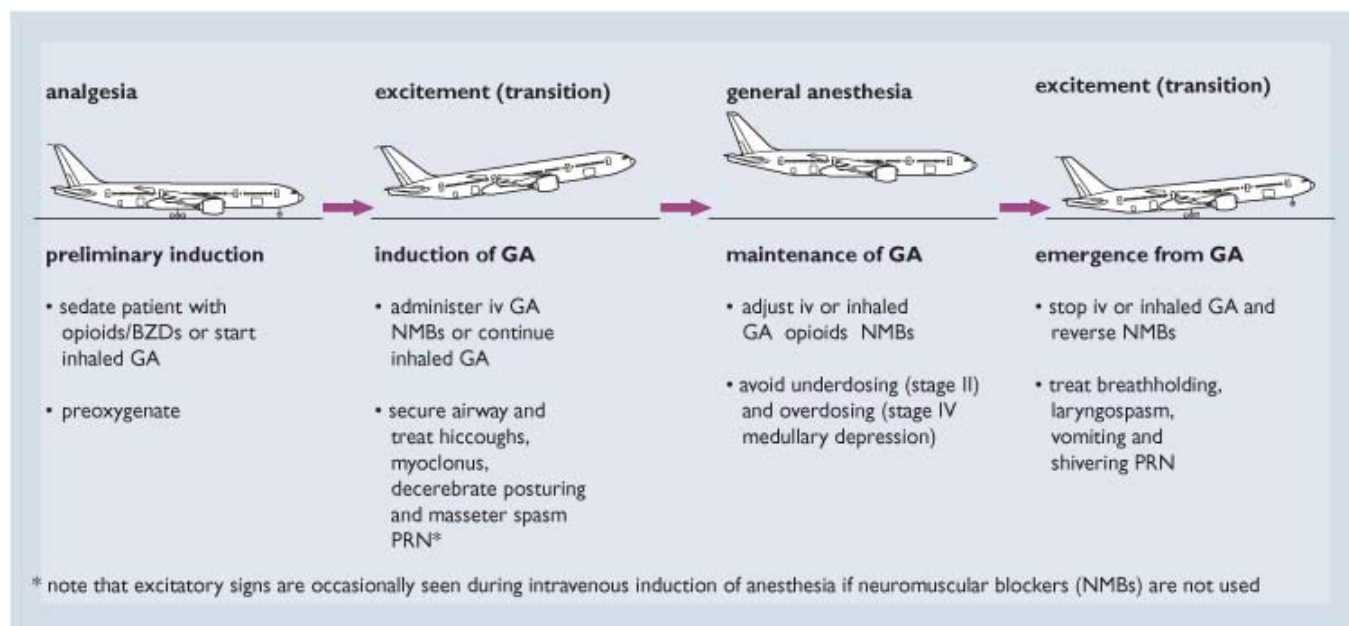 analgesia
excitement (transition)
general anesthesia
excitement (transition)
preliminary induction
• sedate patient with
opioids/BZDs or start
inhaled GA
• preoxygenate
induction of GA
• administer iv GA
NMBs or continue
inhaled GA
• secure airway and
treat hiccoughs,
myoclonus,
decerebrate posturing
and masseter spasm
PRN*
maintenance of GA
• adjust iv or inhaled
GA opioids NMBs
• avoid underdosing (stage II)
and overdosing (stage IV
medullary depression)
emergence from GA
• stop iv or inhaled GA and
reverse NMBs
• treat breathholding,
laryngospasm,
vomiting and
shivering PRN
* note that excitatory signs are occasionally seen during intravenous induction of anesthesia if neuromuscular blockers (NMBs) are not used